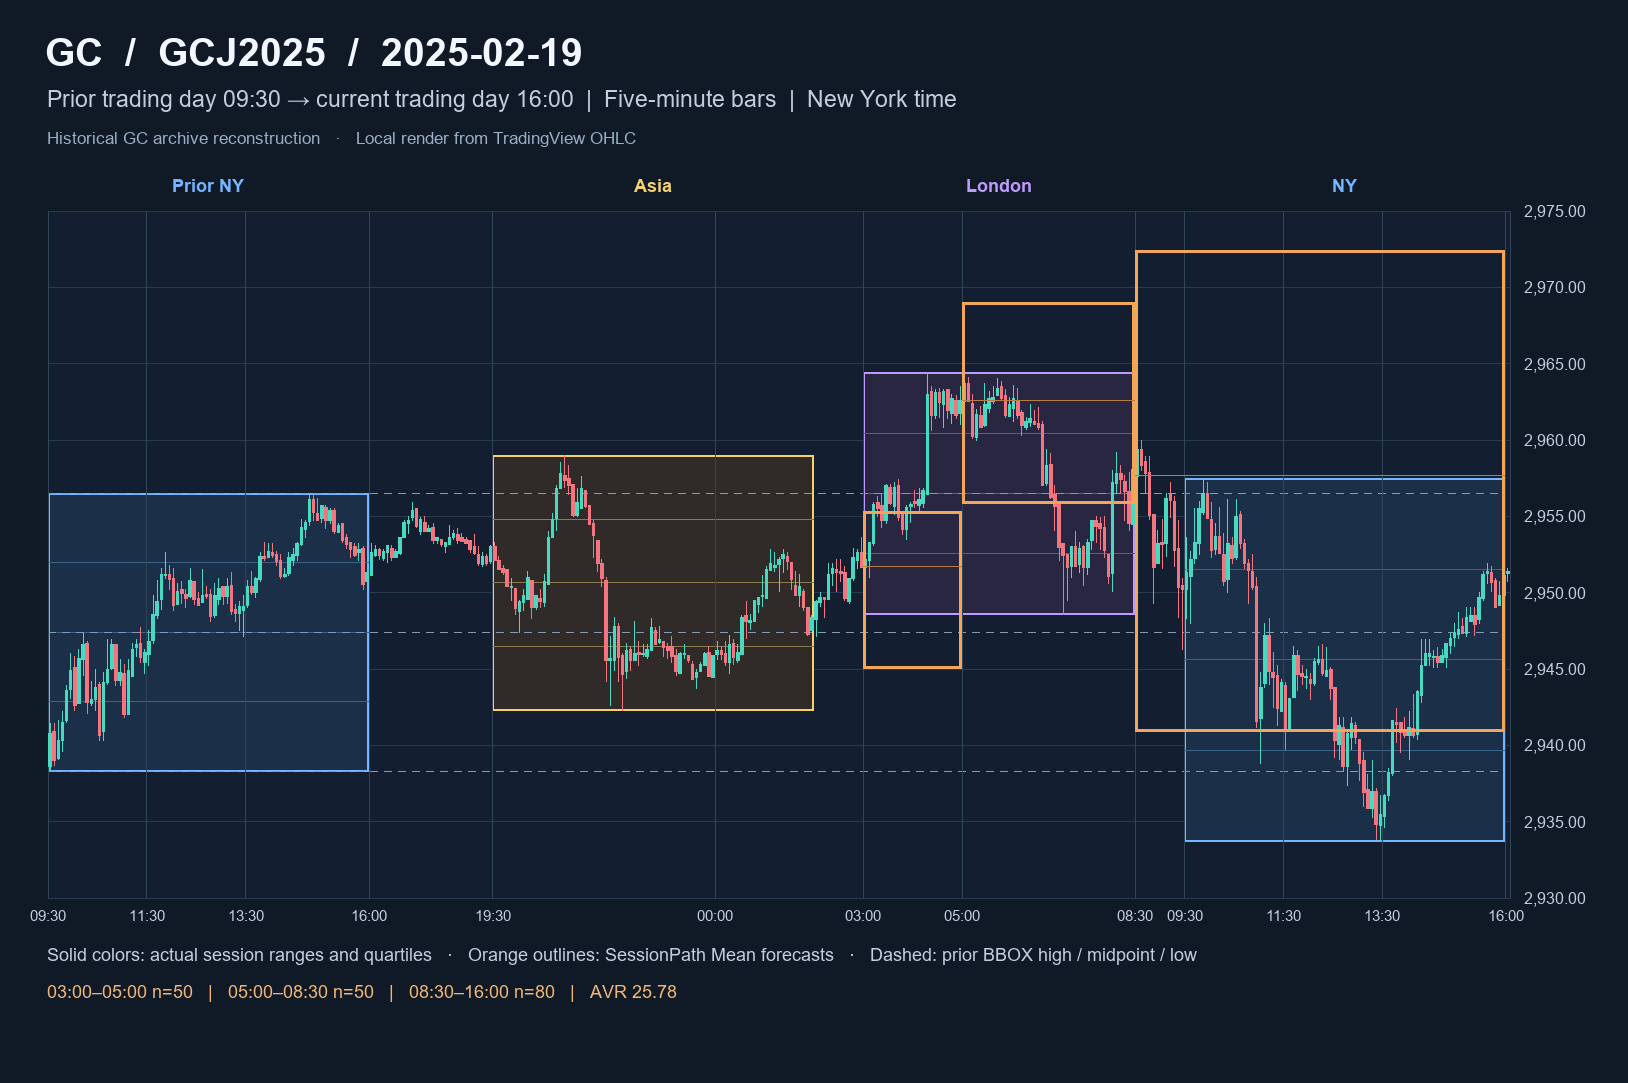 GC / GCJ2025 / 2025-02-19
Prior trading day 09:30 → current trading day 16:00 | Five-minute bars | New York time
Historical GC archive reconstruction · Local render from TradingView OHLC
Prior NY Asia London NY
2,975.00
2,970.00
2,965.00
2,960.00
2,955.00
2,950.00
2,945.00
2,940.00
2,935.00
2,930.00
09:30 11:30 13:30 16:00 19:30 00:00 03:00 05:00 08:30 09:30 11:30 13:30 16:00
Solid colors: actual session ranges and quartiles · Orange outlines: SessionPath Mean forecasts · Dashed: prior BBOX high / midpoint / low
03:00–05:00 n=50 | 05:00–08:30 n=50 | 08:30–16:00 n=80 | AVR 25.78